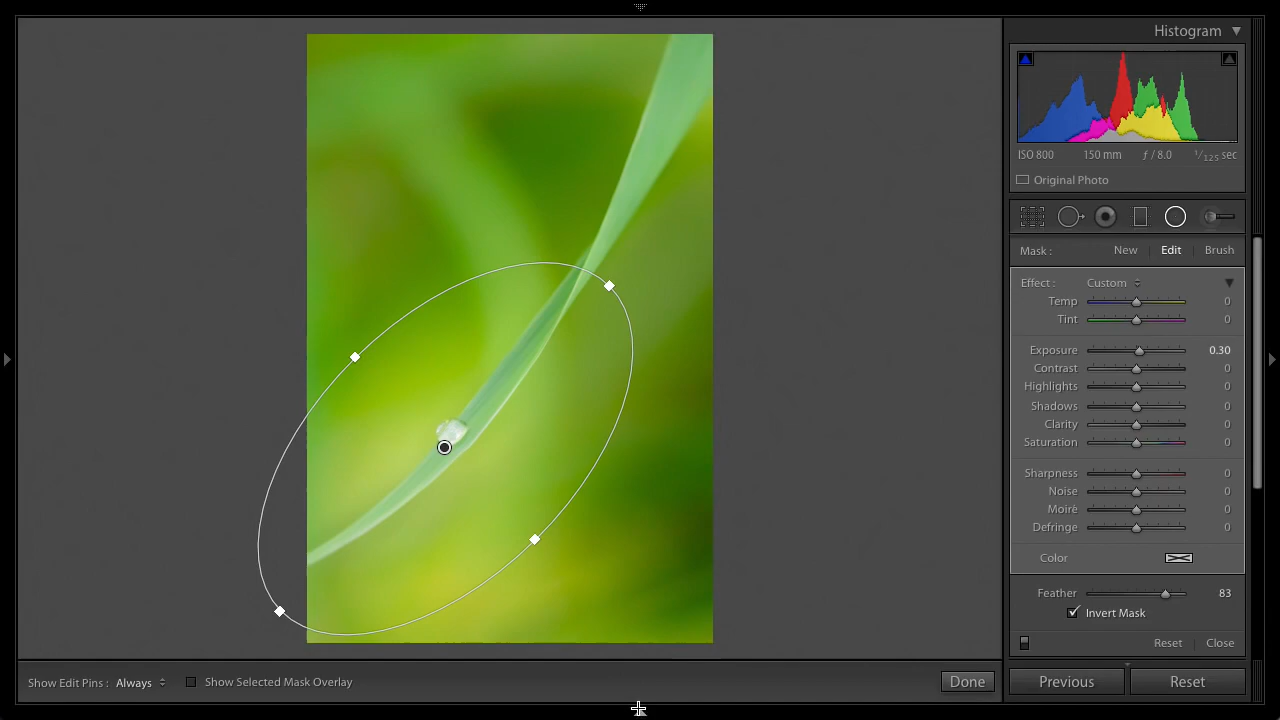 Histogram
ISO 800 150 mm ƒ / 8.0 1/125 sec
Original Photo
Mask : New Edit Brush
Effect : Custom
Temp 0
Tint 0
Exposure 0.30
Contrast 0
Highlights 0
Shadows 0
Clarity 0
Saturation 0
Sharpness 0
Noise 0
Moiré 0
Defringe 0
Color
Feather 83
Invert Mask
Reset Close
Show Edit Pins : Always Show Selected Mask Overlay Done
Previous Reset